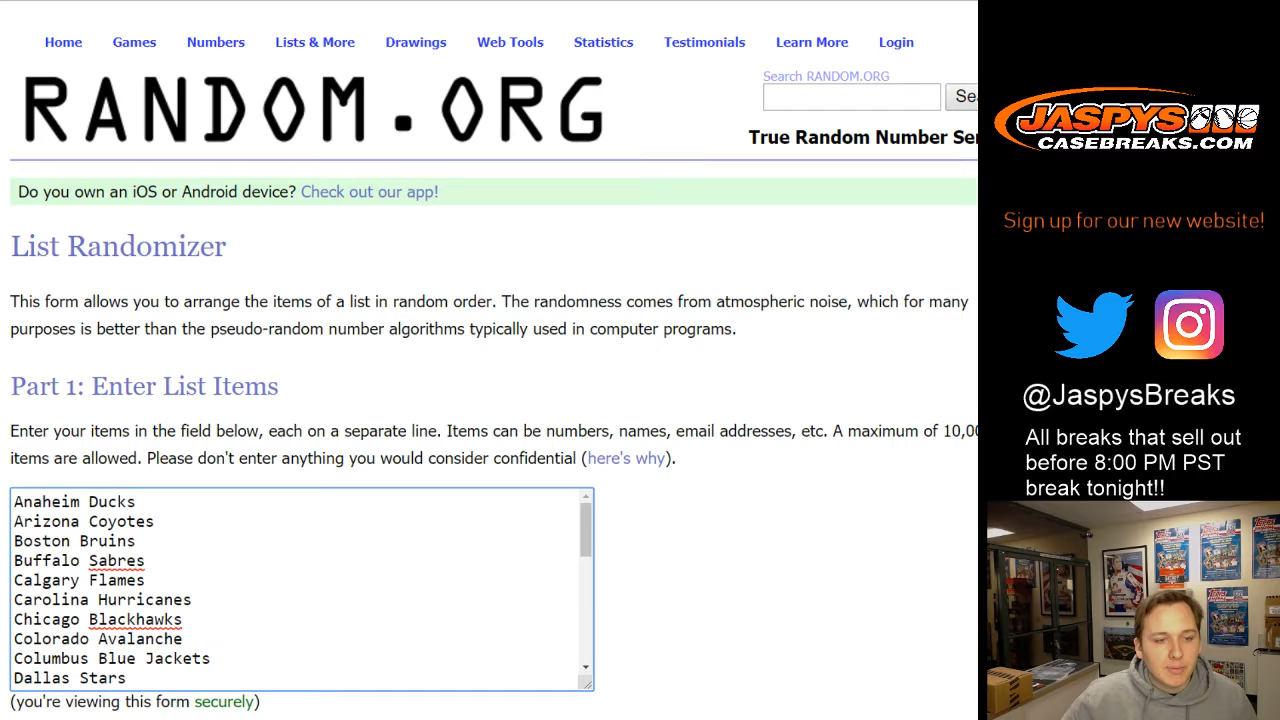 Home Games Numbers Lists & More Drawings Web Tools Statistics Testimonials Learn More Login
RANDOM.ORG
Search RANDOM.ORG
True Random Number Ser
Do you own an iOS or Android device? Check out our app!
List Randomizer
This form allows you to arrange the items of a list in random order. The randomness comes from atmospheric noise, which for many
purposes is better than the pseudo-random number algorithms typically used in computer programs.
Part 1: Enter List Items
Enter your items in the field below, each on a separate line. Items can be numbers, names, email addresses, etc. A maximum of 10,00
items are allowed. Please don't enter anything you would consider confidential (here's why).
Anaheim Ducks
Arizona Coyotes
Boston Bruins
Buffalo Sabres
Calgary Flames
Carolina Hurricanes
Chicago Blackhawks
Colorado Avalanche
Columbus Blue Jackets
Dallas Stars
(you're viewing this form securely)
JASPYS
CASEBREAKS.COM
Sign up for our new website!
@JaspysBreaks
All breaks that sell out
before 8:00 PM PST
break tonight!!
Topps
Topps
Topps